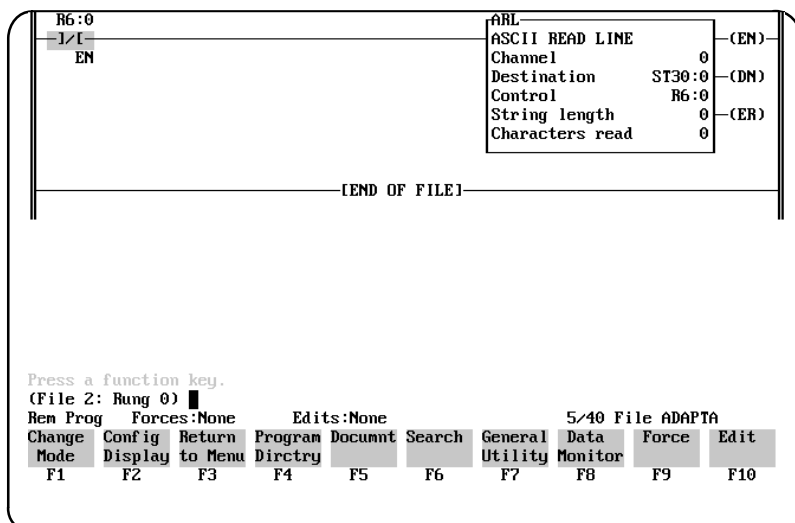 R6:0
ARL
]/[
ASCII READ LINE
(EN)
EN
Channel 0
Destination ST30:0
(DN)
Control R6:0
String length 0
(ER)
Characters read 0
[END OF FILE]
Press a function key.
(File 2: Rung 0)
Rem Prog Forces:None Edits:None 5/40 File ADAPTA
Change Config Return Program Documnt Search General Data Force Edit
Mode Display to Menu Dirctry Utility Monitor
F1 F2 F3 F4 F5 F6 F7 F8 F9 F10